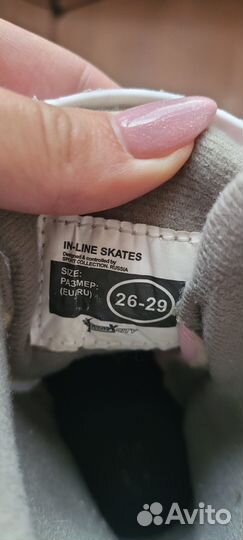 IN-LINE SKATES
Designed & controlled by
SPORT COLLECTION. RUSSIA
SIZE:
РАЗМЕР:
(EU/RU)
26-29
Avito